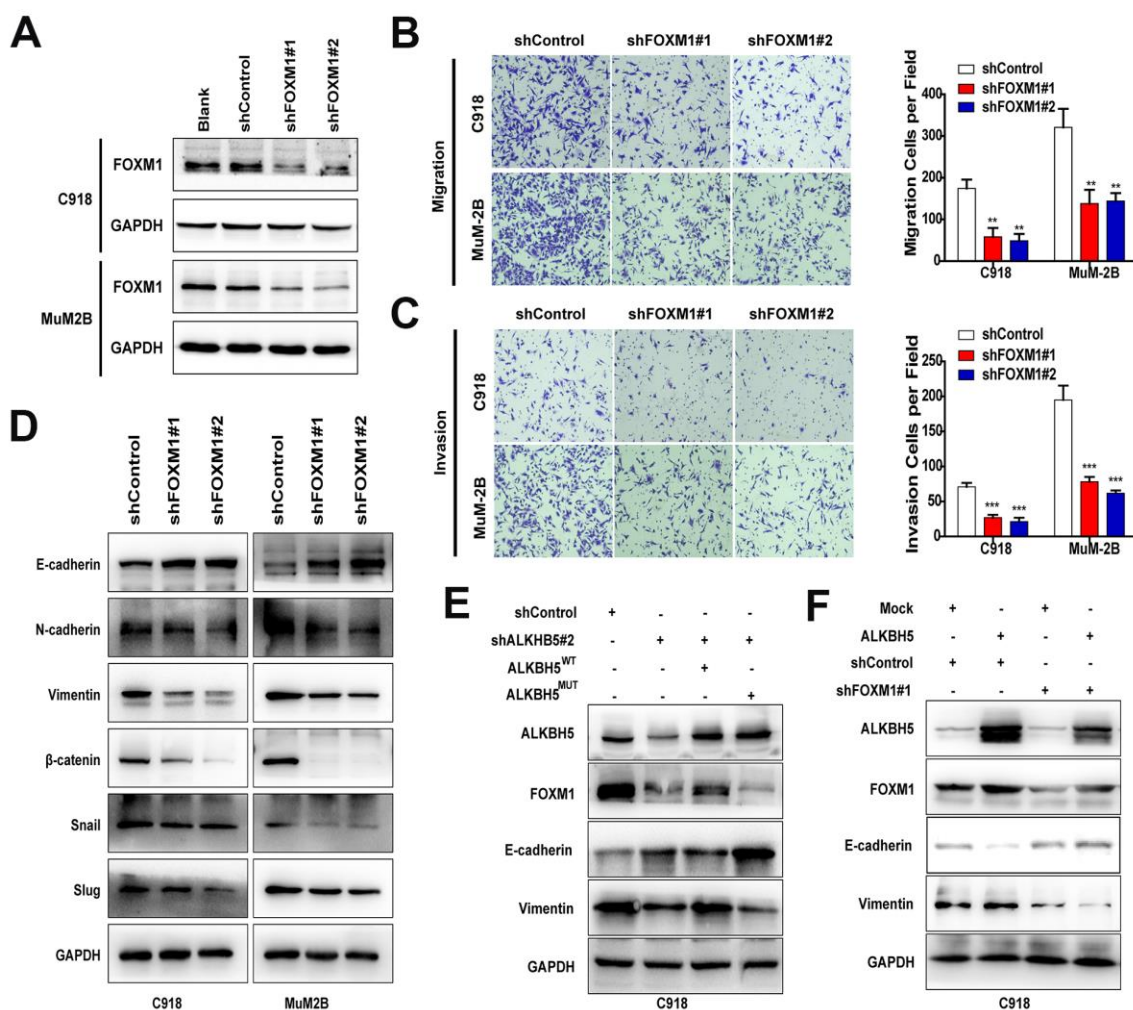 A
Blank
shControl
shFOXM1#1
shFOXM1#2
C918
FOXM1
GAPDH
MuM2B
FOXM1
GAPDH
B
shControl shFOXM1#1 shFOXM1#2
Migration
C918
MuM-2B
shControl
shFOXM1#1
shFOXM1#2
Migration Cells per Field
400
300
200
100
0
** ** ** **
C918 MuM-2B
C
shControl shFOXM1#1 shFOXM1#2
Invasion
C918
MuM-2B
shControl
shFOXM1#1
shFOXM1#2
Invasion Cells per Field
250
200
150
100
50
0
*** *** *** ***
C918 MuM-2B
D
shControl
shFOXM1#1
shFOXM1#2
shControl
shFOXM1#1
shFOXM1#2
E-cadherin
N-cadherin
Vimentin
β-catenin
Snail
Slug
GAPDH
C918 MuM2B
E
shControl + - - -
shALKHB5#2 - + + +
ALKBH5WT - - + -
ALKBH5MUT - - - +
ALKBH5
FOXM1
E-cadherin
Vimentin
GAPDH
C918
F
Mock + - + -
ALKBH5 - + - +
shControl + + - -
shFOXM1#1 - - + +
ALKBH5
FOXM1
E-cadherin
Vimentin
GAPDH
C918